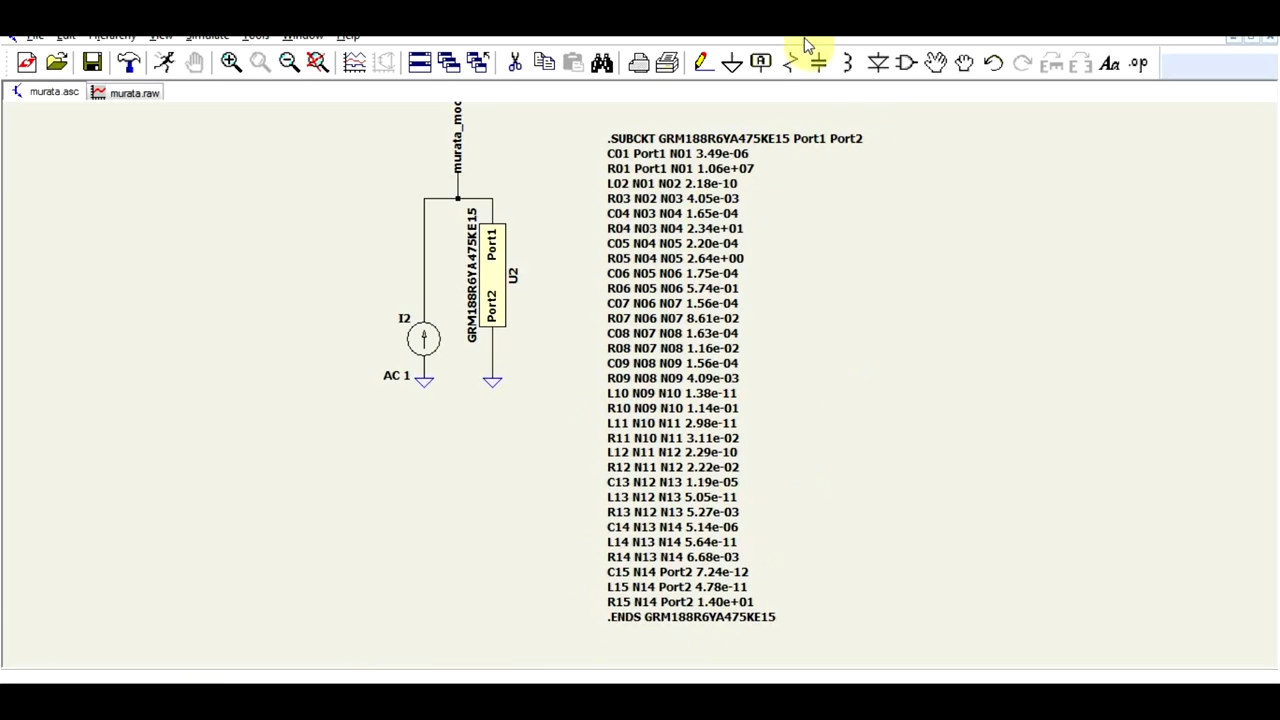 File Edit Hierarchy View Simulate Tools Window Help
Aa .op
murata.asc murata.raw
GRM188R6YA475KE15
Port1
Port2
U2
I2
AC 1
.SUBCKT GRM188R6YA475KE15 Port1 Port2
C01 Port1 N01 3.49e-06
R01 Port1 N01 1.06e+07
L02 N01 N02 2.18e-10
R03 N02 N03 4.05e-03
C04 N03 N04 1.65e-04
R04 N03 N04 2.34e+01
C05 N04 N05 2.20e-04
R05 N04 N05 2.64e+00
C06 N05 N06 1.75e-04
R06 N05 N06 5.74e-01
C07 N06 N07 1.56e-04
R07 N06 N07 8.61e-02
C08 N07 N08 1.63e-04
R08 N07 N08 1.16e-02
C09 N08 N09 1.56e-04
R09 N08 N09 4.09e-03
L10 N09 N10 1.38e-11
R10 N09 N10 1.14e-01
L11 N10 N11 2.98e-11
R11 N10 N11 3.11e-02
L12 N11 N12 2.29e-10
R12 N11 N12 2.22e-02
C13 N12 N13 1.19e-05
L13 N12 N13 5.05e-11
R13 N12 N13 5.27e-03
C14 N13 N14 5.14e-06
L14 N13 N14 5.64e-11
R14 N13 N14 6.68e-03
C15 N14 Port2 7.24e-12
L15 N14 Port2 4.78e-11
R15 N14 Port2 1.40e+01
.ENDS GRM188R6YA475KE15